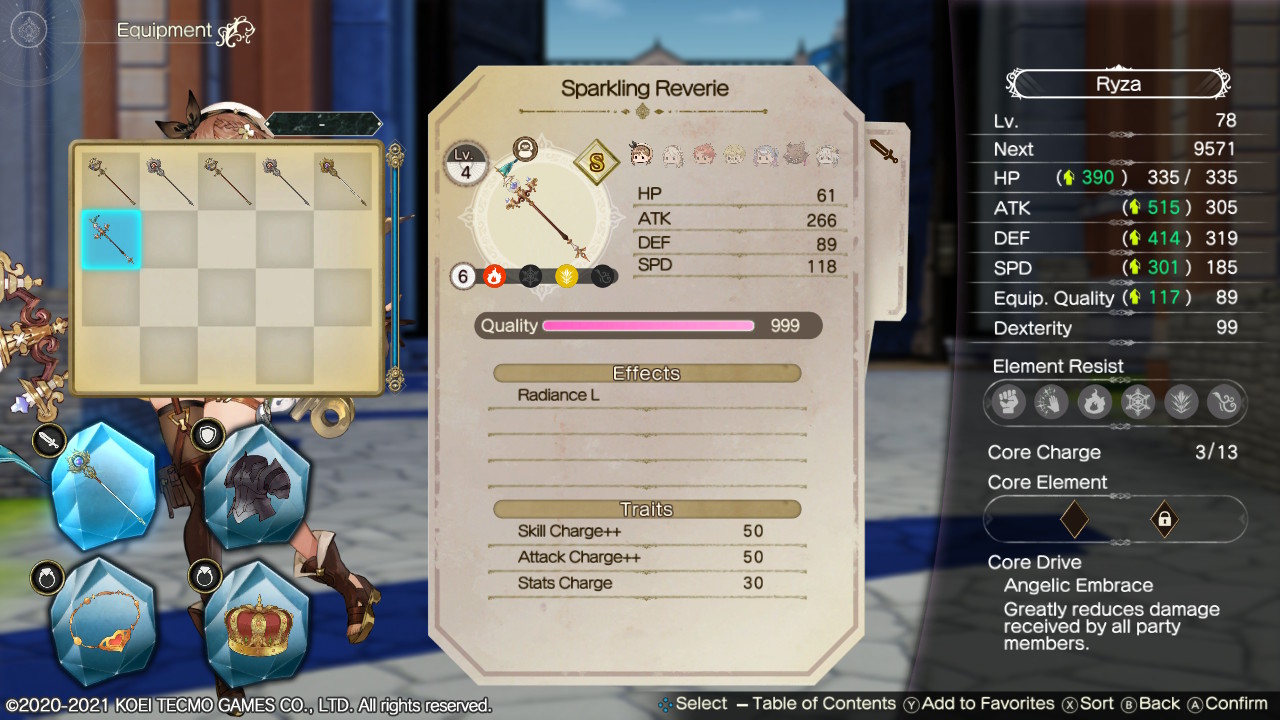 Equipment
-
Sparkling Reverie
Lv.
4
S
HP 61
ATK 266
DEF 89
SPD 118
6
Quality 999
Effects
Radiance L
Traits
Skill Charge++ 50
Attack Charge++ 50
Stats Charge 30
Ryza
Lv. 78
Next 9571
HP ( 390 ) 335 / 335
ATK ( 515 ) 305
DEF ( 414 ) 319
SPD ( 301 ) 185
Equip. Quality ( 117 ) 89
Dexterity 99
Element Resist
Core Charge 3/13
Core Element
Core Drive
Angelic Embrace
Greatly reduces damage
received by all party
members.
©2020-2021 KOEI TECMO GAMES CO., LTD. All rights reserved.
Select − Table of Contents Y Add to Favorites X Sort B Back A Confirm